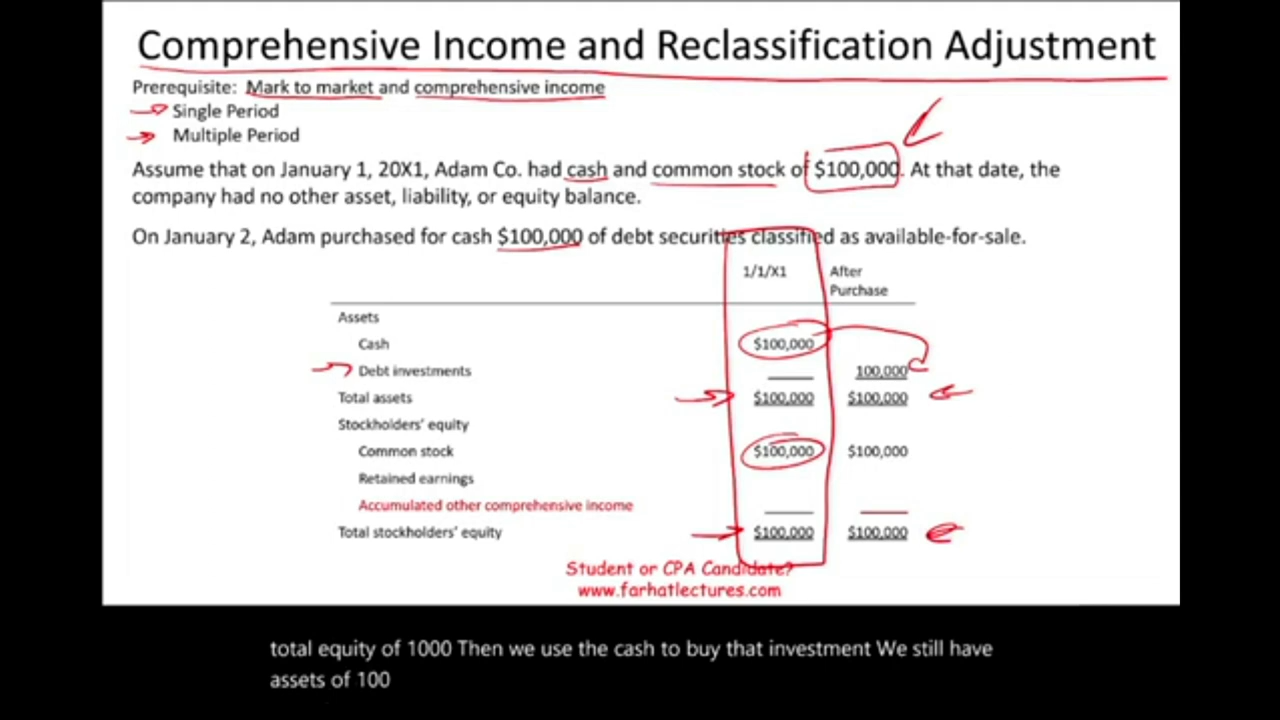 Comprehensive Income and Reclassification Adjustment
Prerequisite: Mark to market and comprehensive income
Single Period
Multiple Period
Assume that on January 1, 20X1, Adam Co. had cash and common stock of $100,000. At that date, the
company had no other asset, liability, or equity balance.
On January 2, Adam purchased for cash $100,000 of debt securities classified as available-for-sale.
1/1/X1 After
Purchase
Assets
Cash $100,000
Debt investments 100,000
Total assets $100,000 $100,000
Stockholders' equity
Common stock $100,000 $100,000
Retained earnings
Accumulated other comprehensive income
Total stockholders' equity $100,000 $100,000
Student or CPA Candidate?
www.farhatlectures.com
total equity of 1000 Then we use the cash to buy that investment We still have
assets of 100